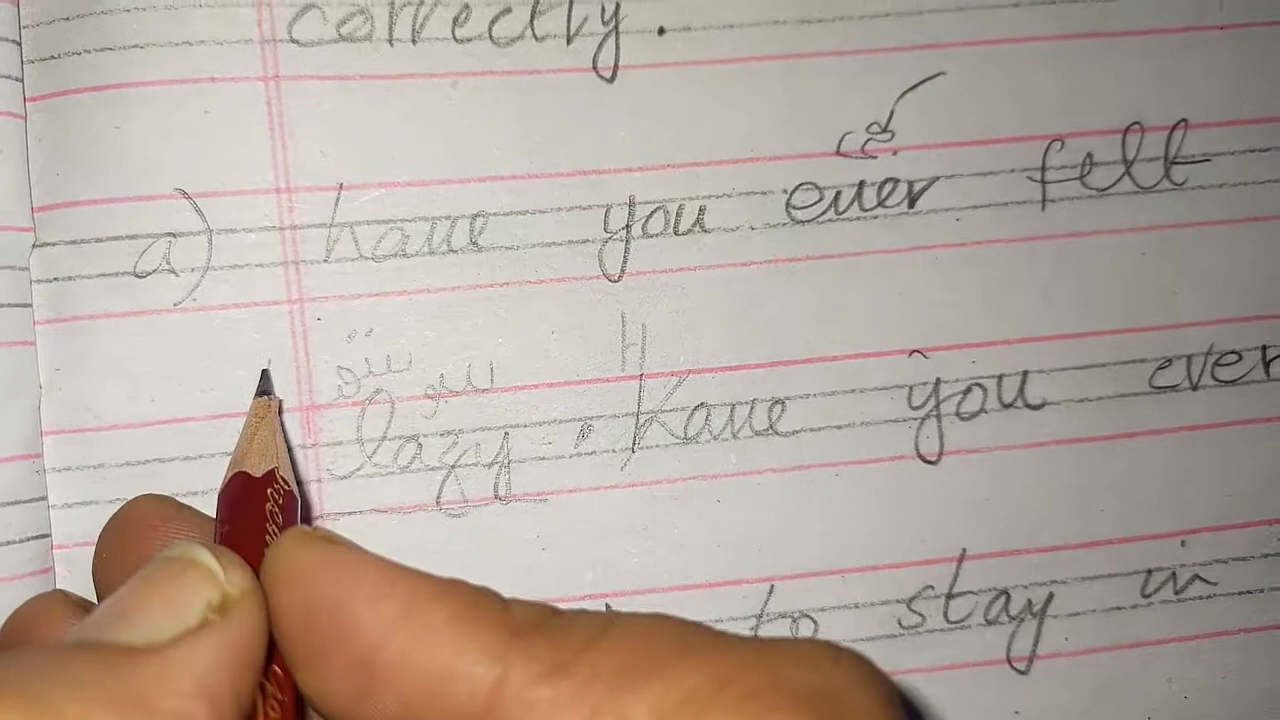 correctly.
a) have you ever felt
H
lazy. have you ever
to stay in